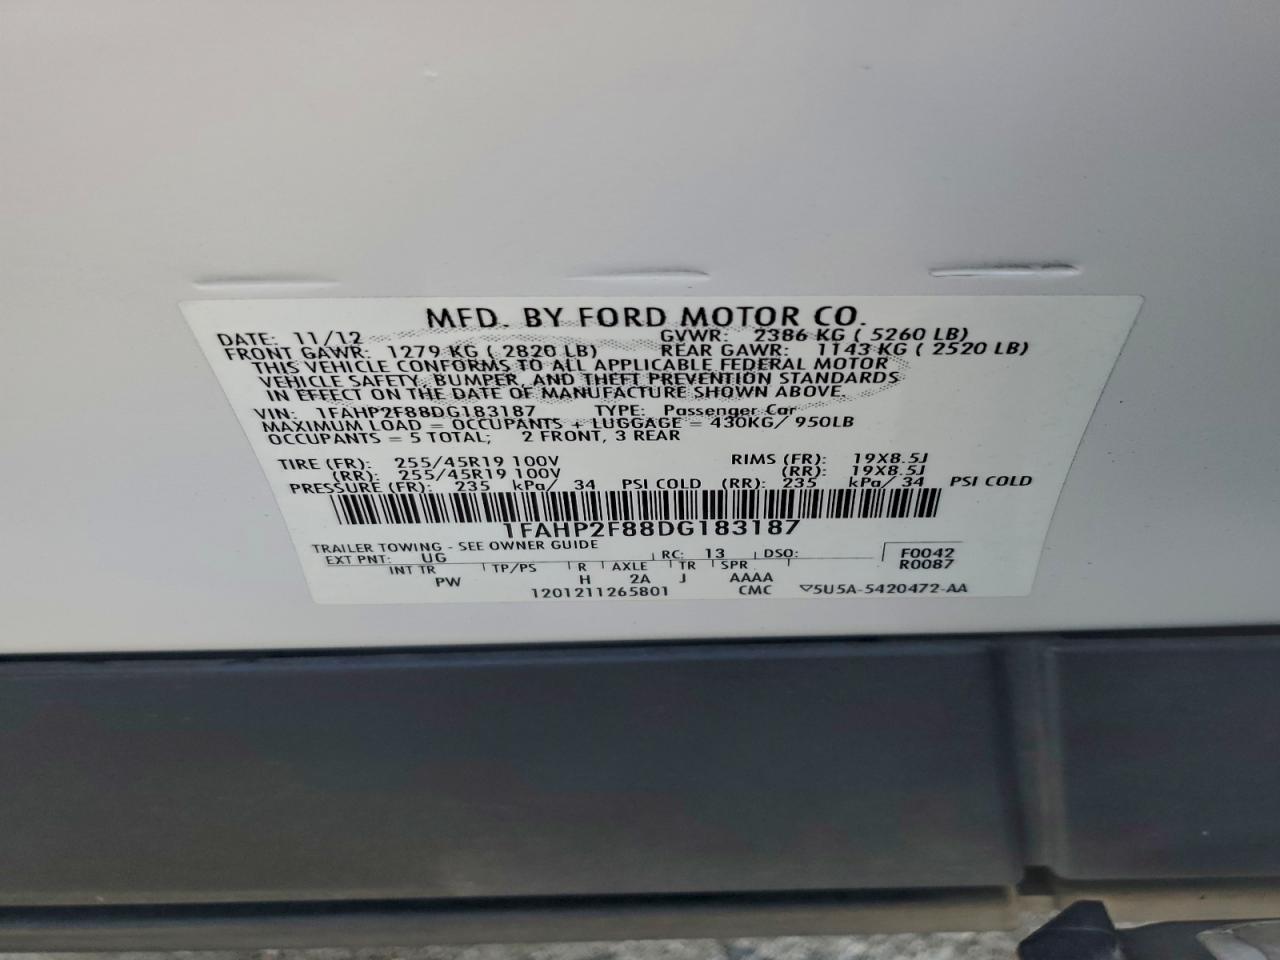 MFD. BY FORD MOTOR CO.
DATE: 11/12 GVWR: 2386 KG ( 5260 LB)
FRONT GAWR: 1279 KG ( 2820 LB) REAR GAWR: 1143 KG ( 2520 LB)
THIS VEHICLE CONFORMS TO ALL APPLICABLE FEDERAL MOTOR
VEHICLE SAFETY, BUMPER, AND THEFT PREVENTION STANDARDS
IN EFFECT ON THE DATE OF MANUFACTURE SHOWN ABOVE.
VIN: 1FAHP2F88DG183187 TYPE: Passenger Car
MAXIMUM LOAD = OCCUPANTS + LUGGAGE = 430KG/ 950LB
OCCUPANTS = 5 TOTAL; 2 FRONT, 3 REAR
TIRE (FR): 255/45R19 100V RIMS (FR): 19X8.5J
(RR): 255/45R19 100V (RR): 19X8.5J
PRESSURE (FR): 235 kPa/ 34 PSI COLD (RR): 235 kPa/ 34 PSI COLD
1FAHP2F88DG183187
TRAILER TOWING - SEE OWNER GUIDE
EXT PNT: UG RC: 13 DSO: F0042
R0087
INT TR TP/PS R AXLE TR SPR
PW H 2A J AAAA
1201211265801 CMC ▽5U5A-5420472-AA